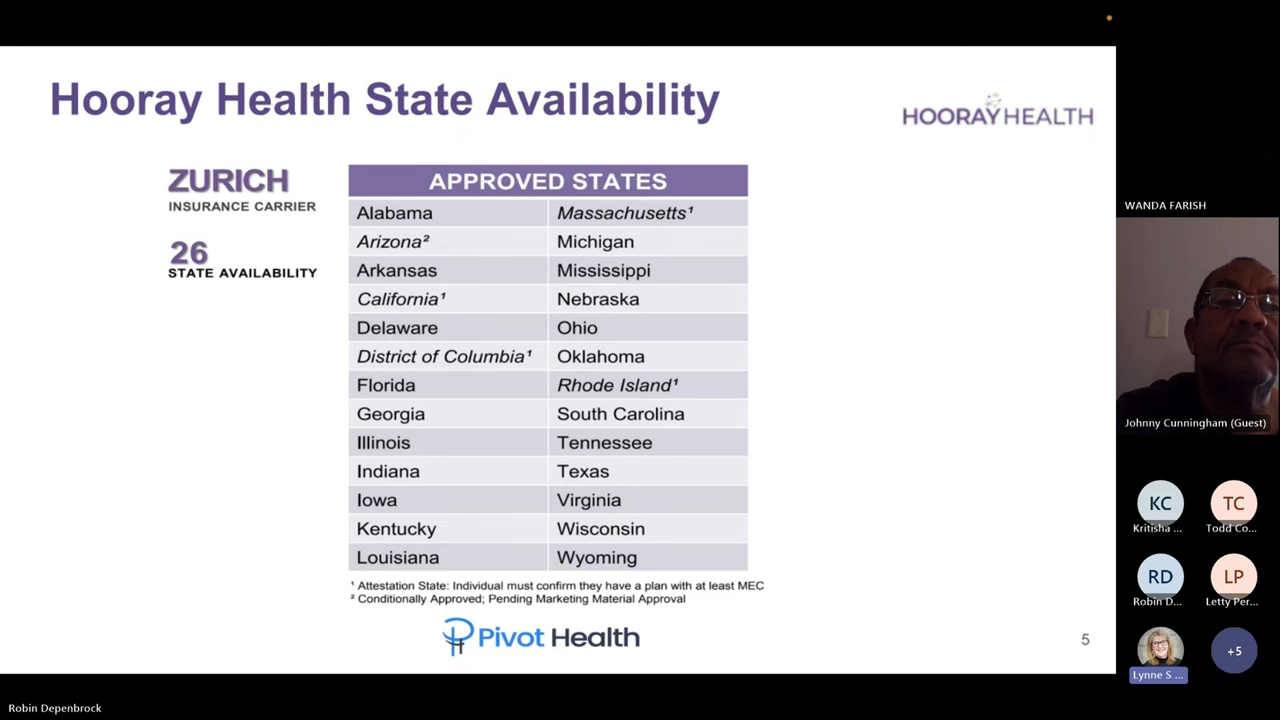 Hooray Health State Availability
HOORAY HEALTH
ZURICH
INSURANCE CARRIER
26
STATE AVAILABILITY
APPROVED STATES
Alabama Massachusetts¹
Arizona² Michigan
Arkansas Mississippi
California¹ Nebraska
Delaware Ohio
District of Columbia¹ Oklahoma
Florida Rhode Island¹
Georgia South Carolina
Illinois Tennessee
Indiana Texas
Iowa Virginia
Kentucky Wisconsin
Louisiana Wyoming
¹ Attestation State: Individual must confirm they have a plan with at least MEC
² Conditionally Approved; Pending Marketing Material Approval
Pivot Health
5
WANDA FARISH
Johnny Cunningham (Guest)
KC TC
Kritisha ... Todd Co...
RD LP
Robin D... Letty Per...
+5
Lynne S ...
Robin Depenbrock